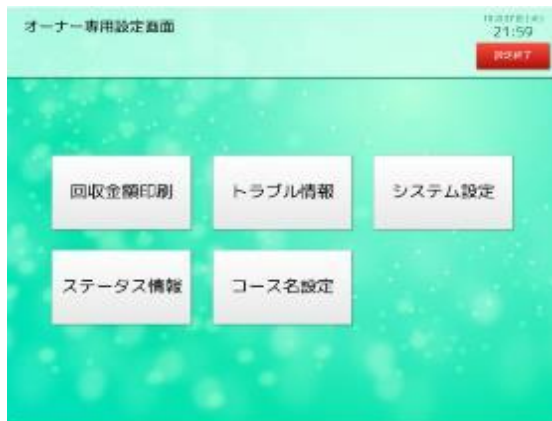 オーナー専用設定画面
21:59
設定終了
回収金額印刷
トラブル情報
システム設定
ステータス情報
コース名設定